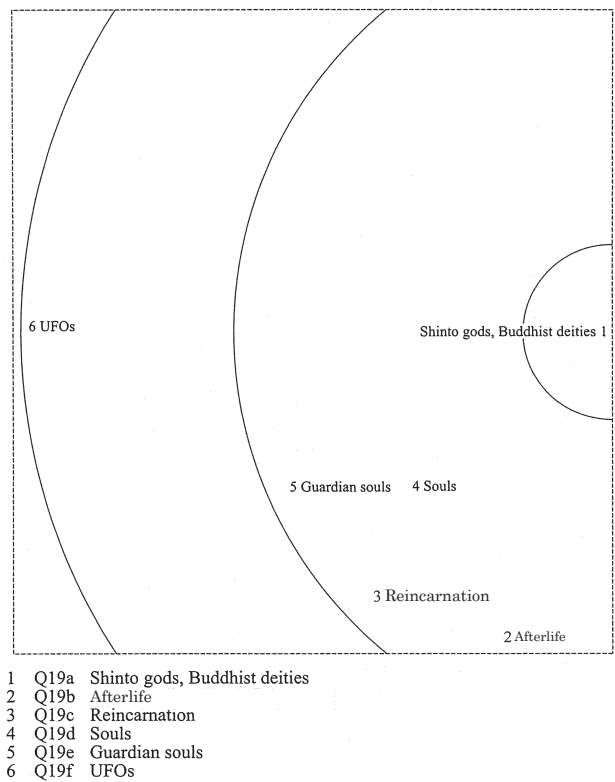 6 UFOs
Shinto gods, Buddhist deities 1
5 Guardian souls 4 Souls
3 Reincarnation
2 Afterlife
1 Q19a Shinto gods, Buddhist deities
2 Q19b Afterlife
3 Q19c Reincarnation
4 Q19d Souls
5 Q19e Guardian souls
6 Q19f UFOs